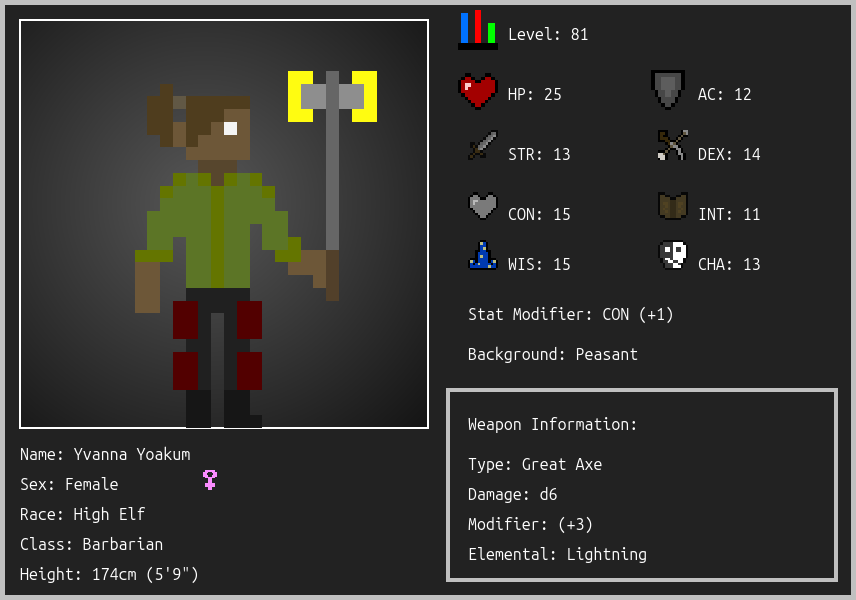 Level: 81
HP: 25
AC: 12
STR: 13
DEX: 14
CON: 15
INT: 11
WIS: 15
CHA: 13
Stat Modifier: CON (+1)
Background: Peasant
Weapon Information:
Type: Great Axe
Damage: d6
Modifier: (+3)
Elemental: Lightning
Name: Yvanna Yoakum
Sex: Female
Race: High Elf
Class: Barbarian
Height: 174cm (5'9")